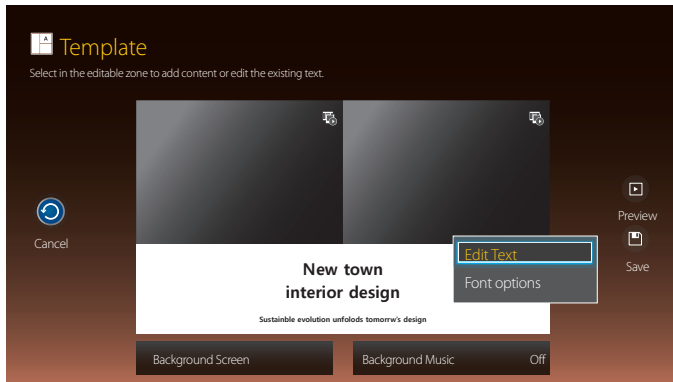 A
Template
Select in the editable zone to add content or edit the existing text.
Cancel
New town
interior design
Sustainble evolution unfolods tomorrw's design
Edit Text
Font options
Preview
Save
Background Screen
Background Music Off